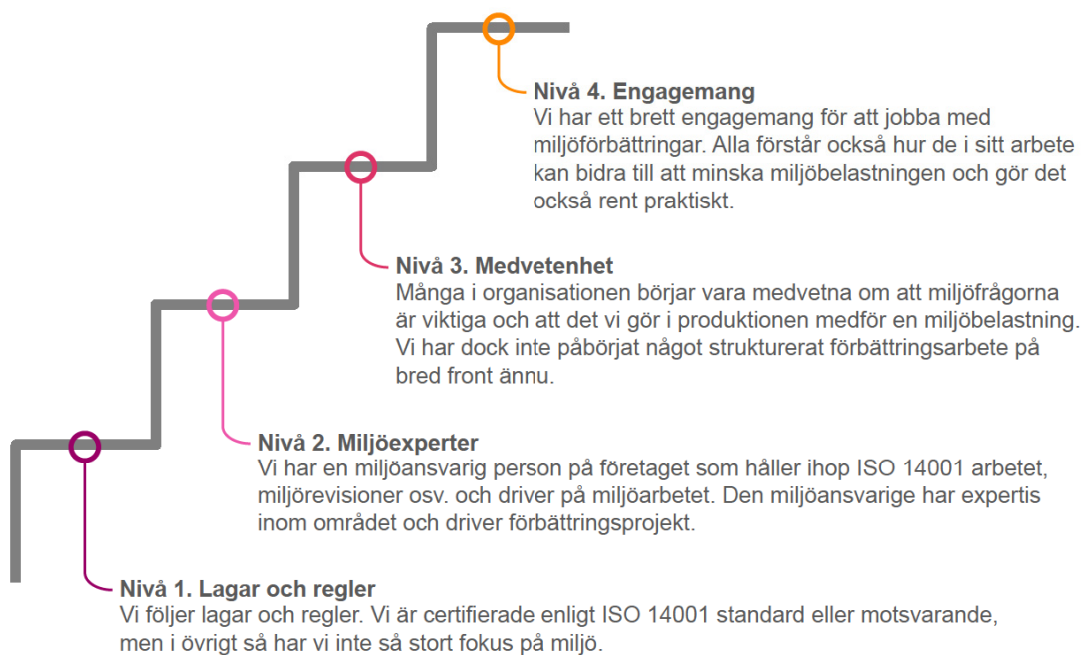 Nivå 4. Engagemang
Vi har ett brett engagemang för att jobba med
miljöförbättringar. Alla förstår också hur de i sitt arbete
kan bidra till att minska miljöbelastningen och gör det
också rent praktiskt.
Nivå 3. Medvetenhet
Många i organisationen börjar vara medvetna om att miljöfrågorna
är viktiga och att det vi gör i produktionen medför en miljöbelastning.
Vi har dock inte påbörjat något strukturerat förbättringsarbete på
bred front ännu.
Nivå 2. Miljöexperter
Vi har en miljöansvarig person på företaget som håller ihop ISO 14001 arbetet,
miljörevisioner osv. och driver på miljöarbetet. Den miljöansvarige har expertis
inom området och driver förbättringsprojekt.
Nivå 1. Lagar och regler
Vi följer lagar och regler. Vi är certifierade enligt ISO 14001 standard eller motsvarande,
men i övrigt så har vi inte så stort fokus på miljö.